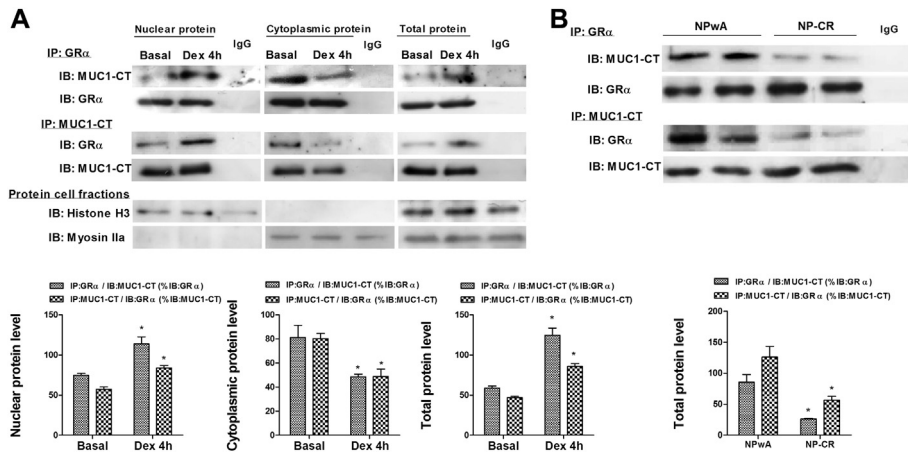 A
Nuclear protein
Cytoplasmic protein
Total protein
IP: GRα
Basal Dex 4h IgG
Basal Dex 4h IgG
Basal Dex 4h IgG
IB: MUC1-CT
IB: GRα
IP: MUC1-CT
IB: GRα
IB: MUC1-CT
Protein cell fractions
IB: Histone H3
IB: Myosin IIa
B
IP: GRα
NPwA NP-CR IgG
IB: MUC1-CT
IB: GRα
IP: MUC1-CT
IB: GRα
IB: MUC1-CT
IP:GRα / IB:MUC1-CT (%IB:GRα)
IP:MUC1-CT / IB:GRα (%IB:MUC1-CT)
Nuclear protein level
150
100
50
0
*
*
Basal Dex 4h
IP:GRα / IB:MUC1-CT (%IB:GRα)
IP:MUC1-CT / IB:GRα (%IB:MUC1-CT)
Cytoplasmic protein level
100
80
60
40
20
0
* *
Basal Dex 4h
IP:GRα / IB:MUC1-CT (%IB:GRα)
IP:MUC1-CT / IB:GRα (%IB:MUC1-CT)
Total protein level
150
100
50
0
*
*
Basal Dex 4h
IP:GRα / IB:MUC1-CT (%IB:GRα)
IP:MUC1-CT / IB:GRα (%IB:MUC1-CT)
Total protein level
200
150
100
50
0
*
*
NPwA NP-CR